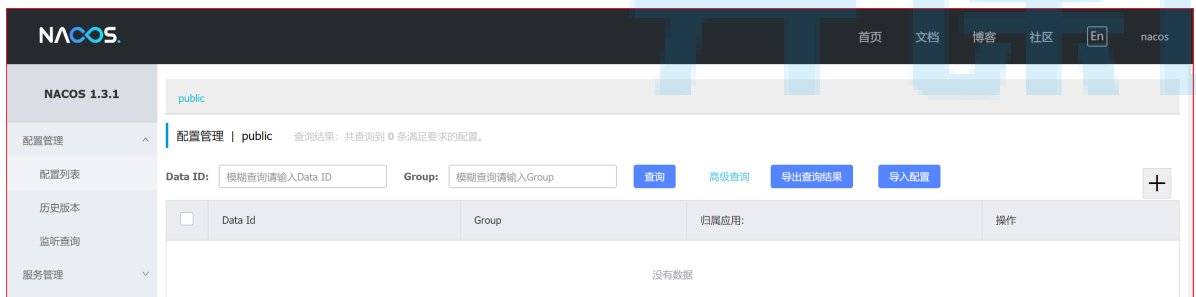 NACOS.
首页 文档 博客 社区 En nacos
NACOS 1.3.1
public
配置管理
配置管理 | public 查询结果：共查询到 0 条满足要求的配置。
配置列表
Data ID: 模糊查询请输入Data ID Group: 模糊查询请输入Group 查询 高级查询 导出查询结果 导入配置
历史版本
Data Id Group 归属应用: 操作
监听查询
服务管理
没有数据